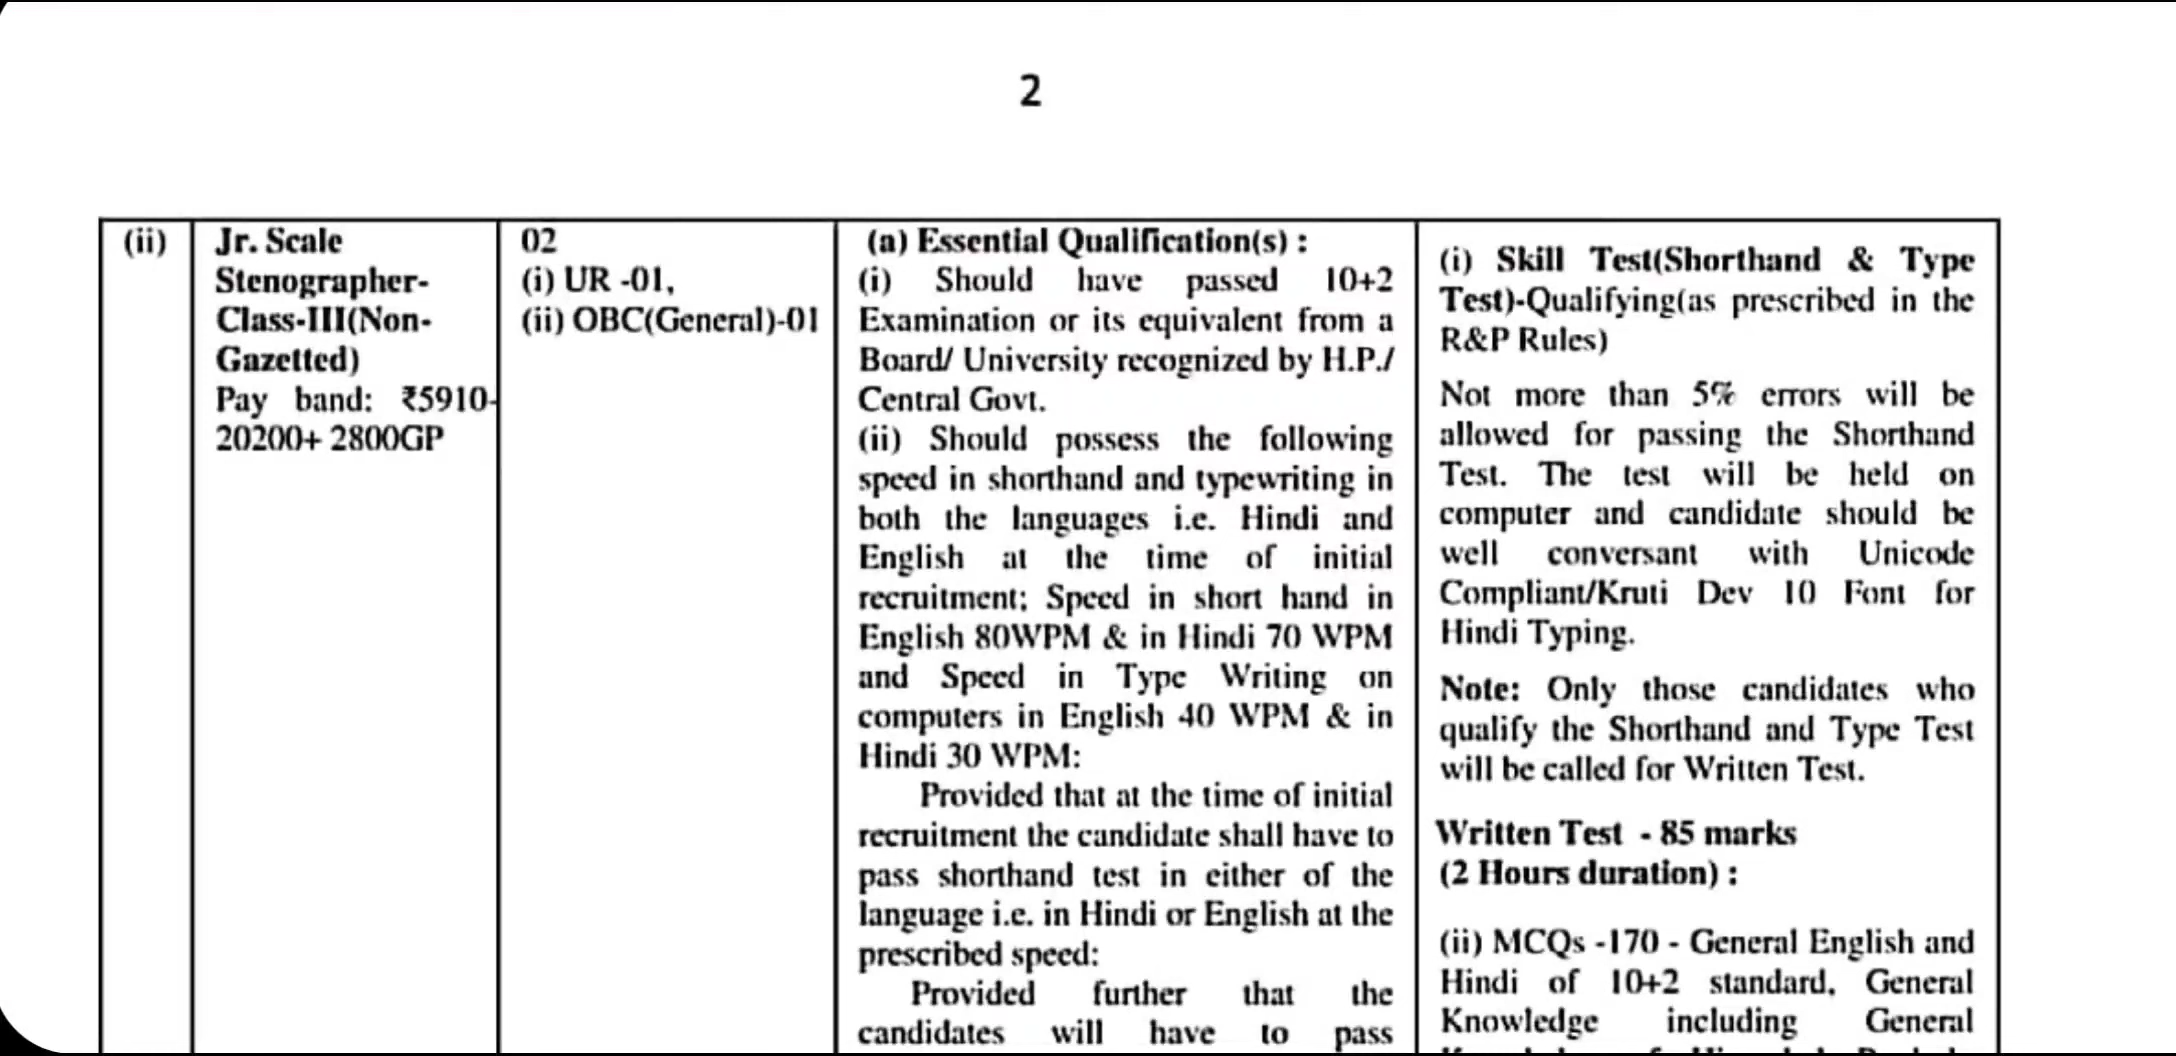 2
(ii)
Jr. Scale
Stenographer-
Class-III(Non-
Gazetted)
Pay band: ₹5910-
20200+ 2800GP
02
(i) UR -01,
(ii) OBC(General)-01
(a) Essential Qualification(s) :
(i) Should have passed 10+2
Examination or its equivalent from a
Board/ University recognized by H.P./
Central Govt.
(ii) Should possess the following
speed in shorthand and typewriting in
both the languages i.e. Hindi and
English at the time of initial
recruitment; Speed in short hand in
English 80WPM & in Hindi 70 WPM
and Speed in Type Writing on
computers in English 40 WPM & in
Hindi 30 WPM:
Provided that at the time of initial
recruitment the candidate shall have to
pass shorthand test in either of the
language i.e. in Hindi or English at the
prescribed speed:
Provided further that the
candidates will have to pass
(i) Skill Test(Shorthand & Type
Test)-Qualifying(as prescribed in the
R&P Rules)
Not more than 5% errors will be
allowed for passing the Shorthand
Test. The test will be held on
computer and candidate should be
well conversant with Unicode
Compliant/Kruti Dev 10 Font for
Hindi Typing.
Note: Only those candidates who
qualify the Shorthand and Type Test
will be called for Written Test.
Written Test - 85 marks
(2 Hours duration) :
(ii) MCQs -170 - General English and
Hindi of 10+2 standard, General
Knowledge including General